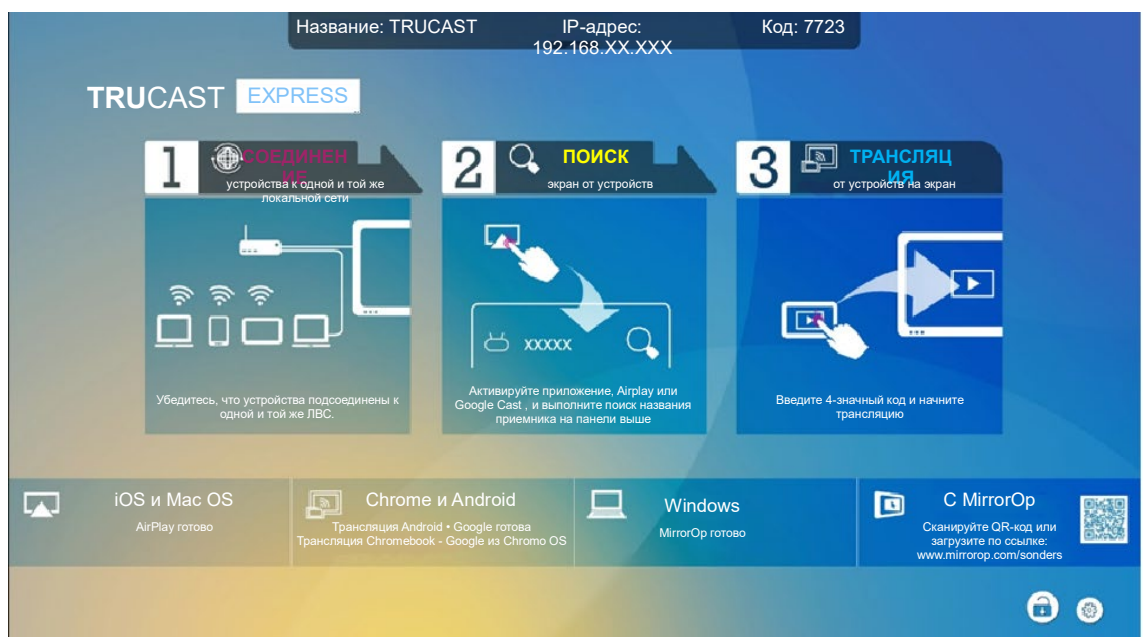 Название: TRUCAST
IP-адрес:
192.168.XX.XXX
Код: 7723
TRUCAST EXPRESS
1
СОЕДИНЕН
ИЕ
устройства к одной и той же
локальной сети
Убедитесь, что устройства подсоединены к
одной и той же ЛВС.
2
ПОИСК
экран от устройств
xxxxx
Активируйте приложение, Airplay или
Google Cast , и выполните поиск названия
приемника на панели выше
3
ТРАНСЛЯЦ
ИЯ
от устройств на экран
Введите 4-значный код и начните
трансляцию
iOS и Mac OS
AirPlay готово
Chrome и Android
Трансляция Android • Google готова
Трансляция Chromebook - Google из Chromo OS
Windows
MirrorOp готово
С MirrorOp
Сканируйте QR-код или
загрузите по ссылке:
www.mirrorop.com/sonders